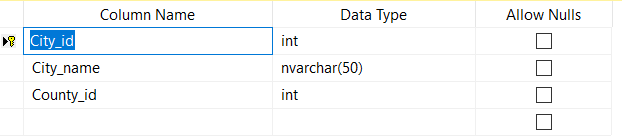 Column Name Data Type Allow Nulls
City_id int
City_name nvarchar(50)
County_id int